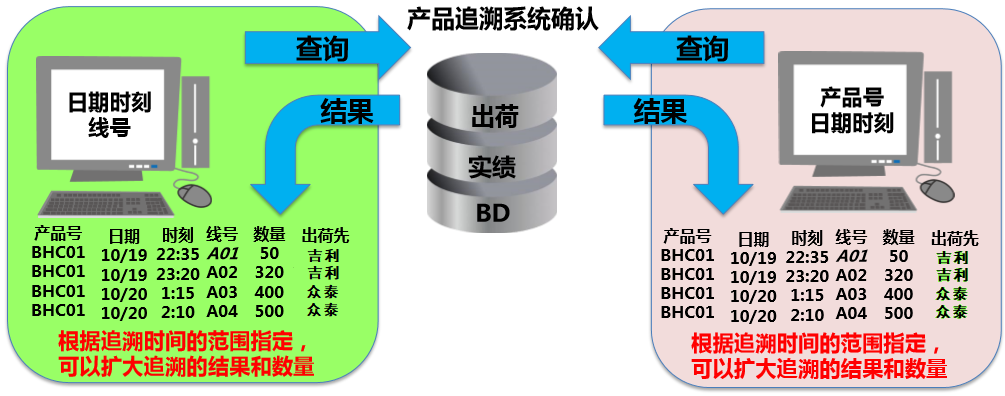 产品追溯系统确认
查询
结果
日期时刻
线号
产品号 日期 时刻 线号 数量 出荷先
BHC01 10/19 22:35 A01 50 吉利
BHC01 10/19 23:20 A02 320 吉利
BHC01 10/20 1:15 A03 400 众泰
BHC01 10/20 2:10 A04 500 众泰
根据追溯时间的范围指定，
可以扩大追溯的结果和数量
出荷
实绩
BD
查询
结果
产品号
日期时刻
产品号 日期 时刻 线号 数量 出荷先
BHC01 10/19 22:35 A01 50 吉利
BHC01 10/19 23:20 A02 320 吉利
BHC01 10/20 1:15 A03 400 众泰
BHC01 10/20 2:10 A04 500 众泰
根据追溯时间的范围指定，
可以扩大追溯的结果和数量